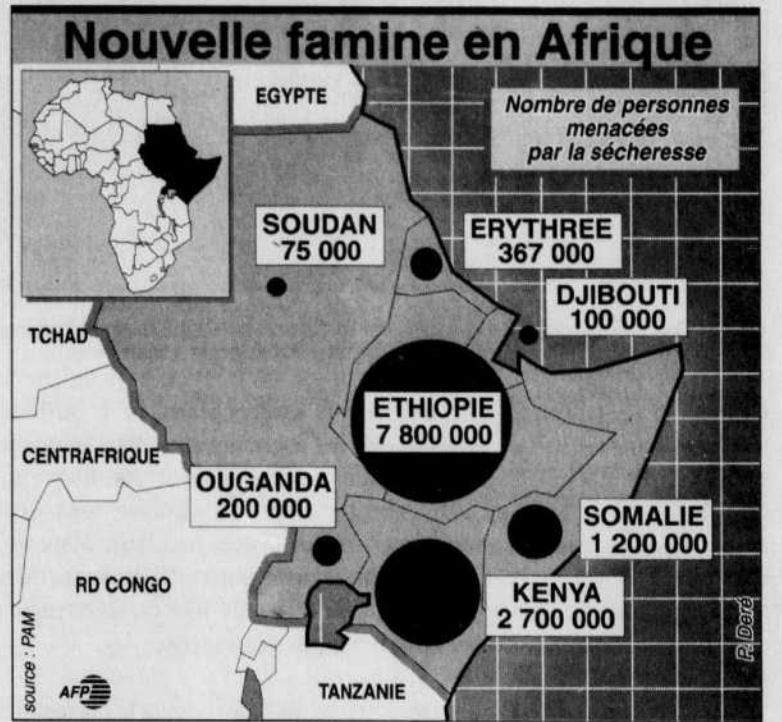 Nouvelle famine en Afrique
EGYPTE
Nombre de personnes
menacées
par la sécheresse
SOUDAN
75 000
ERYTHREE
367 000
DJIBOUTI
100 000
TCHAD
ETHIOPIE
7 800 000
CENTRAFRIQUE
OUGANDA
200 000
SOMALIE
1 200 000
RD CONGO
KENYA
2 700 000
source : PAM
P. Deré
AFP
TANZANIE